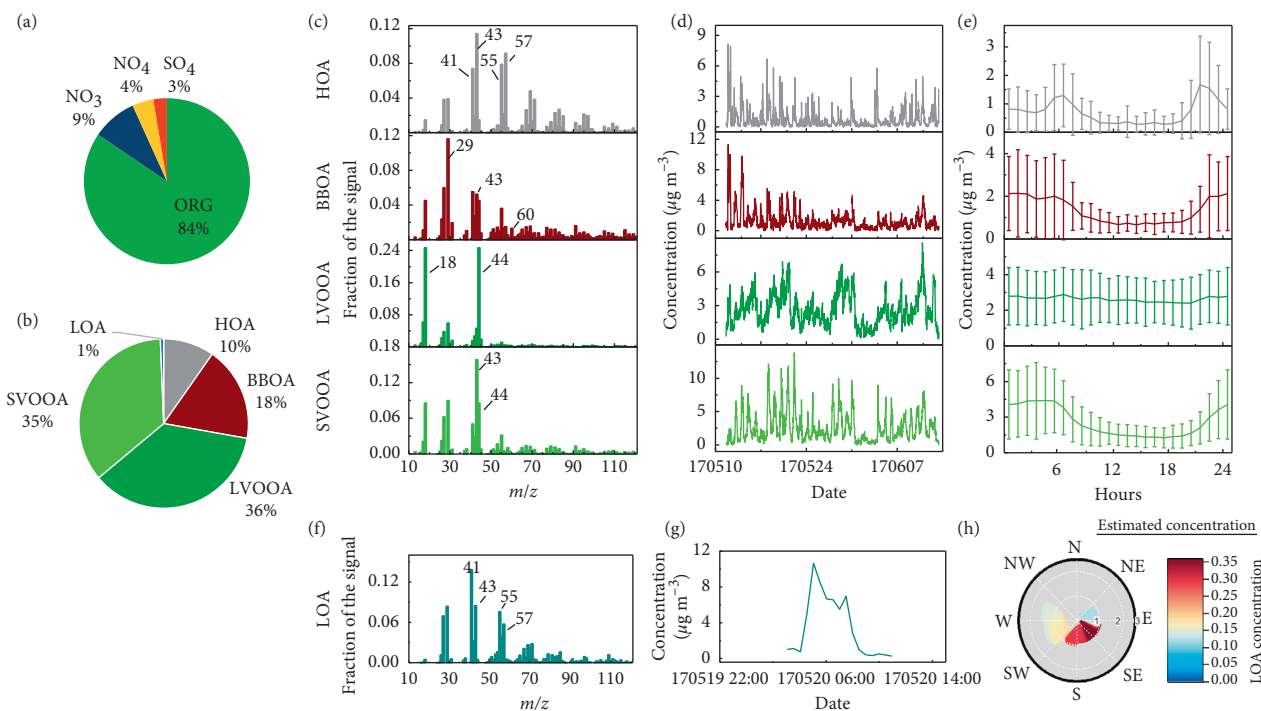 (a)
NO4
4%
SO4
3%
NO3
9%
ORG
84%
(b)
LOA
1%
HOA
10%
BBOA
18%
SVOOA
35%
LVOOA
36%
(c)
Fraction of the signal
HOA
0.12
0.08
0.04
0.12
43
57
41
55
BBOA
0.08
0.04
0.24
29
43
60
LVOOA
0.12
0.06
0.00
0.18
18
44
SVOOA
0.12
0.06
0.00
43
44
10 30 50 70 90 110
m/z
(d)
Concentration (μg m−3)
9
6
3
0
12
8
4
0
6
3
0
10
5
0
170510 170524 170607
Date
(e)
Concentration (μg m−3)
3
2
1
0
4
2
0
4
2
0
6
3
0
6 12 18 24
Hours
(f)
LOA
Fraction of the signal
0.12
0.06
0.00
41
43
55
57
10 30 50 70 90 110
m/z
(g)
Concentration
(μg m−3)
12
8
4
0
170519 22:00 170520 06:00 170520 14:00
Date
(h)
Estimated concentration
N
NW
NE
W
E
SW
SE
S
1 2 3
0.35
0.30
0.25
0.20
0.15
0.10
0.05
0.00
LOA concentration